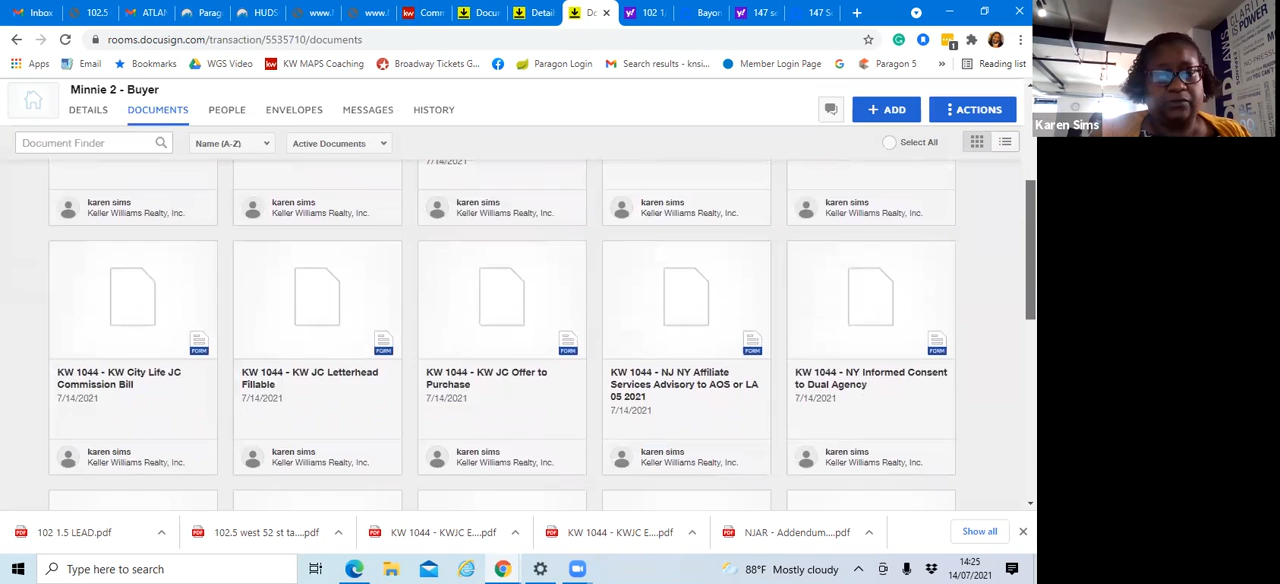 Inbox
102.5
ATLAN
Parag
HUDS
www.l
www.l
Comm
Docu
Detail
Dc
102 1/
Bayon
147 se
147 S
rooms.docusign.com/transaction/5535710/documents
1
Apps
Email
Bookmarks
WGS Video
KW MAPS Coaching
Broadway Tickets G...
Paragon Login
Search results - knsi...
Member Login Page
Paragon 5
»
Reading list
Minnie 2 - Buyer
DETAILS
DOCUMENTS
PEOPLE
ENVELOPES
MESSAGES
HISTORY
+ ADD
ACTIONS
Document Finder
Name (A-Z)
Active Documents
Select All
7/14/2021
karen sims
Keller Williams Realty, Inc.
karen sims
Keller Williams Realty, Inc.
karen sims
Keller Williams Realty, Inc.
karen sims
Keller Williams Realty, Inc.
karen sims
Keller Williams Realty, Inc.
FORM
FORM
FORM
FORM
FORM
KW 1044 - KW City Life JC
Commission Bill
7/14/2021
KW 1044 - KW JC Letterhead
Fillable
7/14/2021
KW 1044 - KW JC Offer to
Purchase
7/14/2021
KW 1044 - NJ NY Affiliate
Services Advisory to AOS or LA
05 2021
7/14/2021
KW 1044 - NY Informed Consent
to Dual Agency
7/14/2021
karen sims
Keller Williams Realty, Inc.
karen sims
Keller Williams Realty, Inc.
karen sims
Keller Williams Realty, Inc.
karen sims
Keller Williams Realty, Inc.
karen sims
Keller Williams Realty, Inc.
102 1.5 LEAD.pdf
102.5 west 52 st ta....pdf
KW 1044 - KWJC E....pdf
KW 1044 - KWJC E....pdf
NJAR - Addendum....pdf
Show all
Type here to search
88°F Mostly cloudy
14:25
14/07/2021
Karen Sims